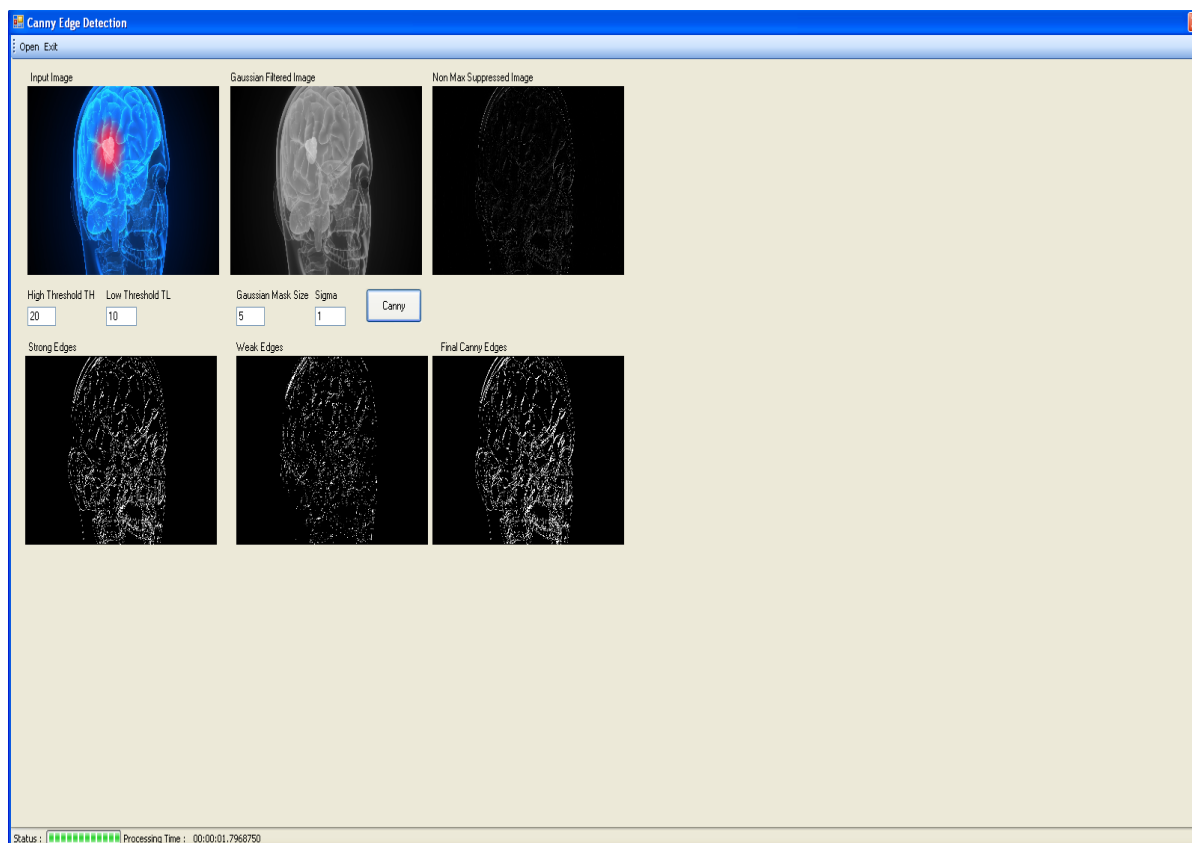 Canny Edge Detection
Open Exit
Input Image
Gaussian Filtered Image
Non Max Suppressed Image
High Threshold TH
Low Threshold TL
Gaussian Mask Size
Sigma
20
10
5
1
Canny
Strong Edges
Weak Edges
Final Canny Edges
Status :
Processing Time : 00:00:01.7968750